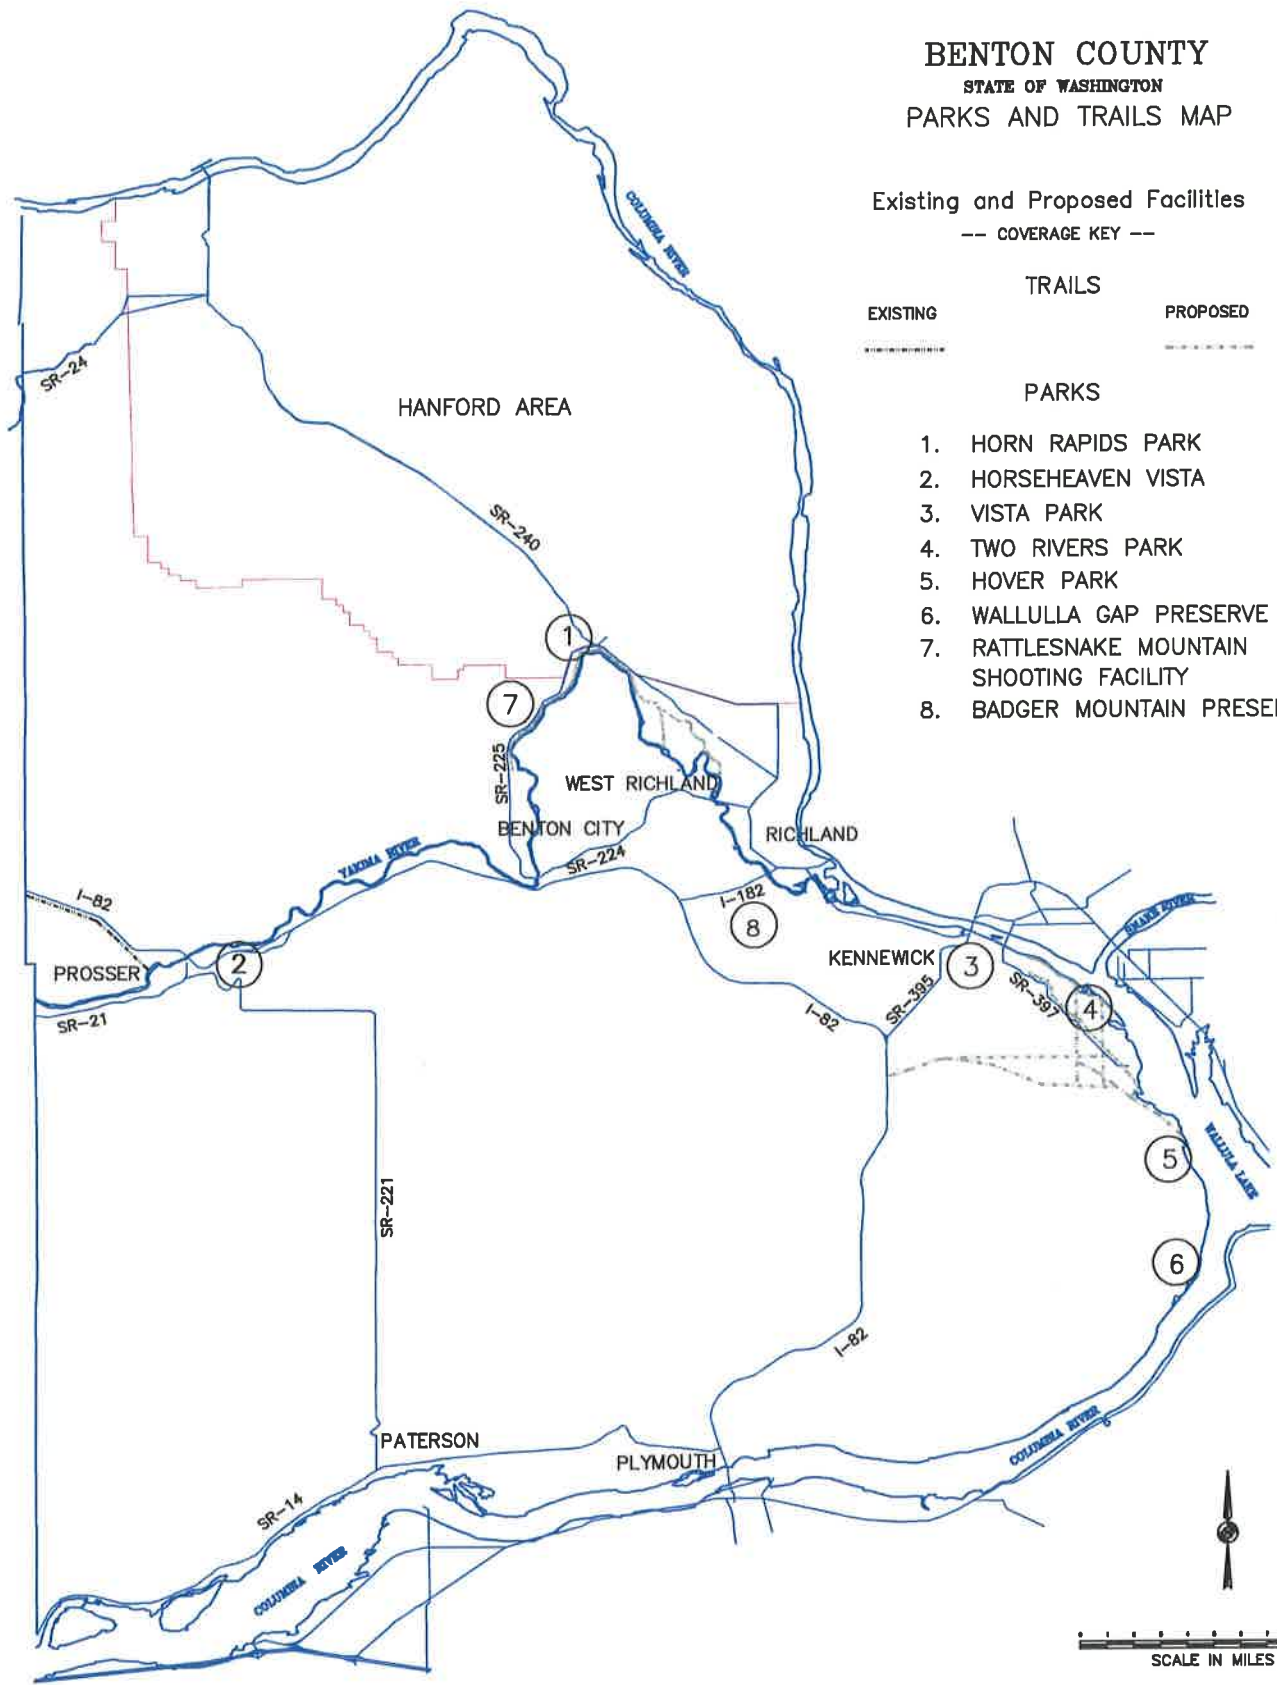 BENTON COUNTY
STATE OF WASHINGTON
PARKS AND TRAILS MAP
Existing and Proposed Facilities
-- COVERAGE KEY --
TRAILS
EXISTING PROPOSED
PARKS
1. HORN RAPIDS PARK
2. HORSEHEAVEN VISTA
3. VISTA PARK
4. TWO RIVERS PARK
5. HOVER PARK
6. WALLULLA GAP PRESERVE
7. RATTLESNAKE MOUNTAIN
SHOOTING FACILITY
8. BADGER MOUNTAIN PRESE
COLUMBIA RIVER
SR-24
HANFORD AREA
SR-240
1
7
SR-225
WEST RICHLAND
BENTON CITY
RICHLAND
YAKIMA RIVER
SR-224
I-82
I-182
8
SNAKE RIVER
PROSSER
2
KENNEWICK
3
SR-395
SR-397
4
SR-21
I-82
5
WALLULA LAKE
SR-221
6
I-82
PATERSON
PLYMOUTH
COLUMBIA RIVER
SR-14
COLUMBIA RIVER
SCALE IN MILES